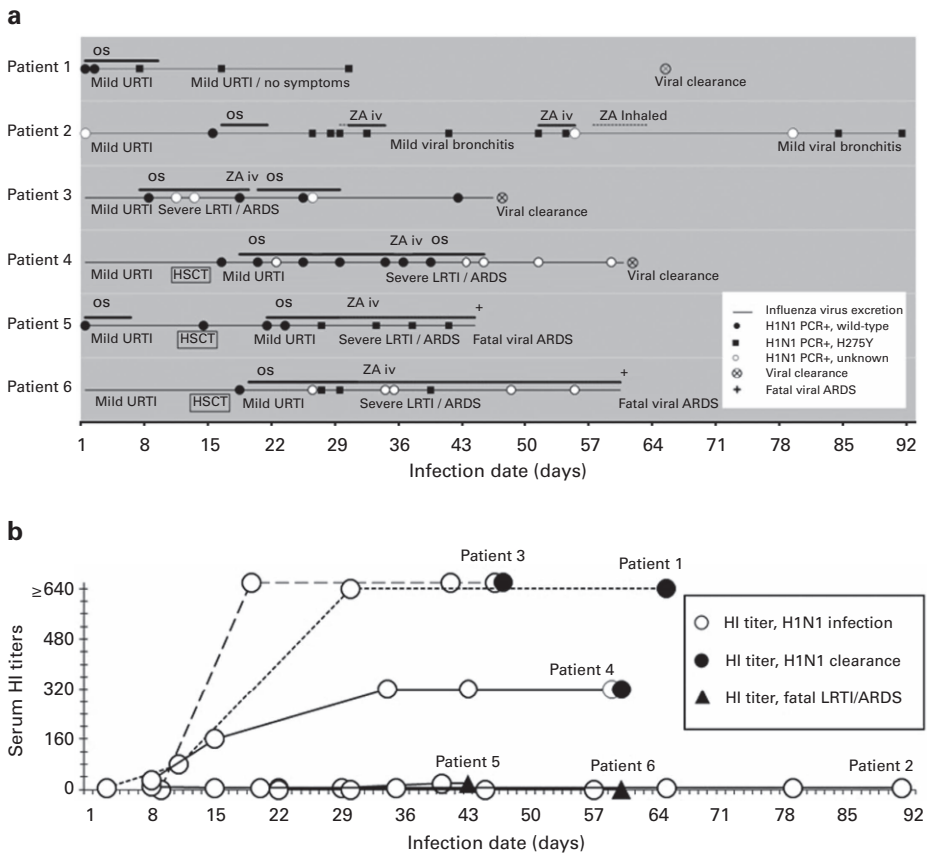 a
os
Patient 1
Mild URTI Mild URTI / no symptoms Viral clearance
os ZA iv ZA iv ZA Inhaled
Patient 2
Mild URTI Mild viral bronchitis Mild viral bronchitis
os ZA iv os
Patient 3
Mild URTI Severe LRTI / ARDS Viral clearance
os ZA iv os
Patient 4
Mild URTI HSCT Mild URTI Severe LRTI / ARDS Viral clearance
os os ZA iv +
Patient 5
HSCT Mild URTI Severe LRTI / ARDS Fatal viral ARDS
ZA iv +
Patient 6
Mild URTI HSCT Mild URTI Severe LRTI / ARDS Fatal viral ARDS
Influenza virus excretion
H1N1 PCR+, wild-type
H1N1 PCR+, H275Y
H1N1 PCR+, unknown
Viral clearance
Fatal viral ARDS
1 8 15 22 29 36 43 50 57 64 71 78 85 92
Infection date (days)
b
Patient 3
Patient 1
≥640
480
320
160
0
Serum HI titers
Patient 4
Patient 5
Patient 6
Patient 2
HI titer, H1N1 infection
HI titer, H1N1 clearance
HI titer, fatal LRTI/ARDS
1 8 15 22 29 36 43 50 57 64 71 78 85 92
Infection date (days)